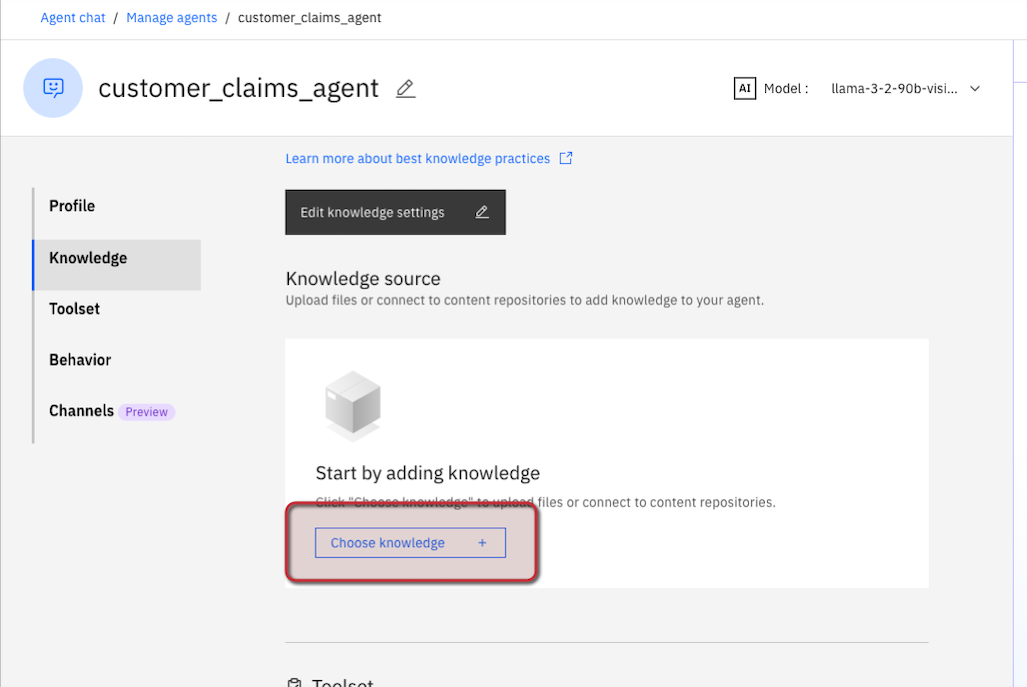 Agent chat / Manage agents / customer_claims_agent
customer_claims_agent
AI Model : llama-3-2-90b-visi...
Learn more about best knowledge practices
Profile
Edit knowledge settings
Knowledge
Knowledge source
Upload files or connect to content repositories to add knowledge to your agent.
Toolset
Behavior
Channels Preview
Start by adding knowledge
Click "Choose knowledge" to upload files or connect to content repositories.
Choose knowledge +
Toolset